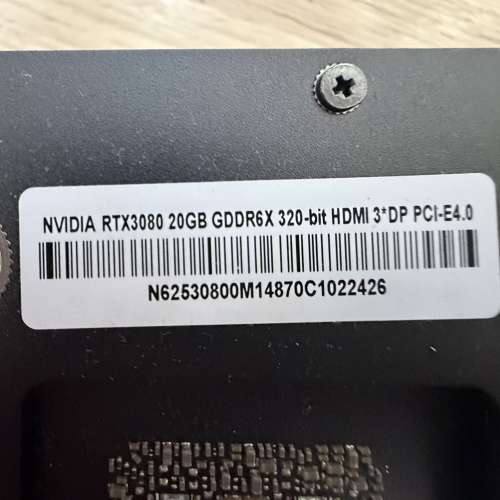 NVIDIA RTX3080 20GB GDDR6X 320-bit HDMI 3*DP PCI-E4.0
N62530800M14870C1022426